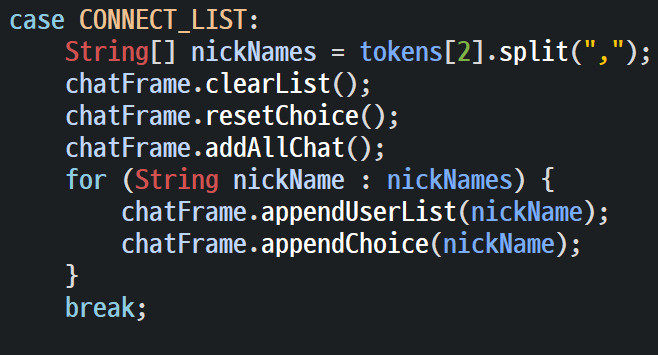 case CONNECT_LIST:
    String[] nickNames = tokens[2].split(",");
    chatFrame.clearList();
    chatFrame.resetChoice();
    chatFrame.addAllChat();
    for (String nickName : nickNames) {
        chatFrame.appendUserList(nickName);
        chatFrame.appendChoice(nickName);
    }
    break;